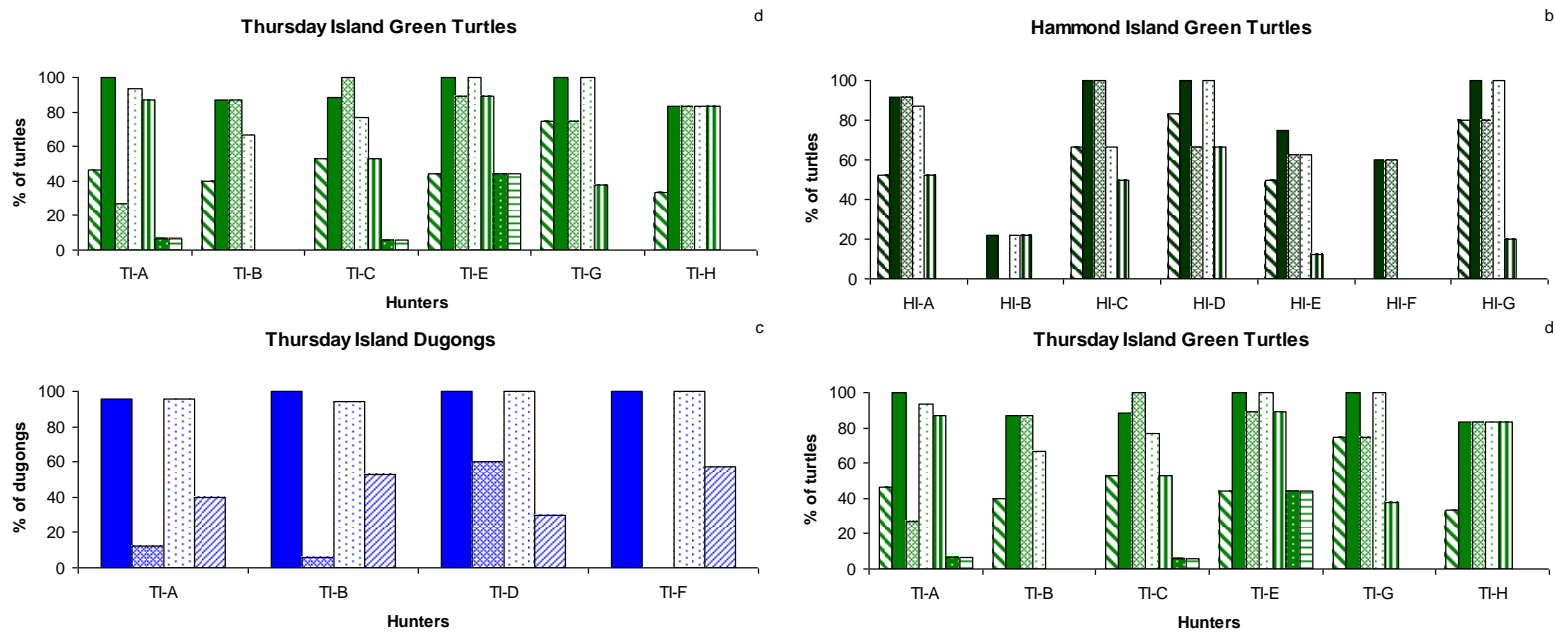 d
Thursday Island Green Turtles
% of turtles
100
80
60
40
20
0
TI-A TI-B TI-C TI-E TI-G TI-H
Hunters
b
Hammond Island Green Turtles
% of turtles
100
80
60
40
20
0
HI-A HI-B HI-C HI-D HI-E HI-F HI-G
c
Thursday Island Dugongs
% of dugongs
100
80
60
40
20
0
TI-A TI-B TI-D TI-F
Hunters
d
Thursday Island Green Turtles
% of turtles
100
80
60
40
20
0
TI-A TI-B TI-C TI-E TI-G TI-H
Hunters